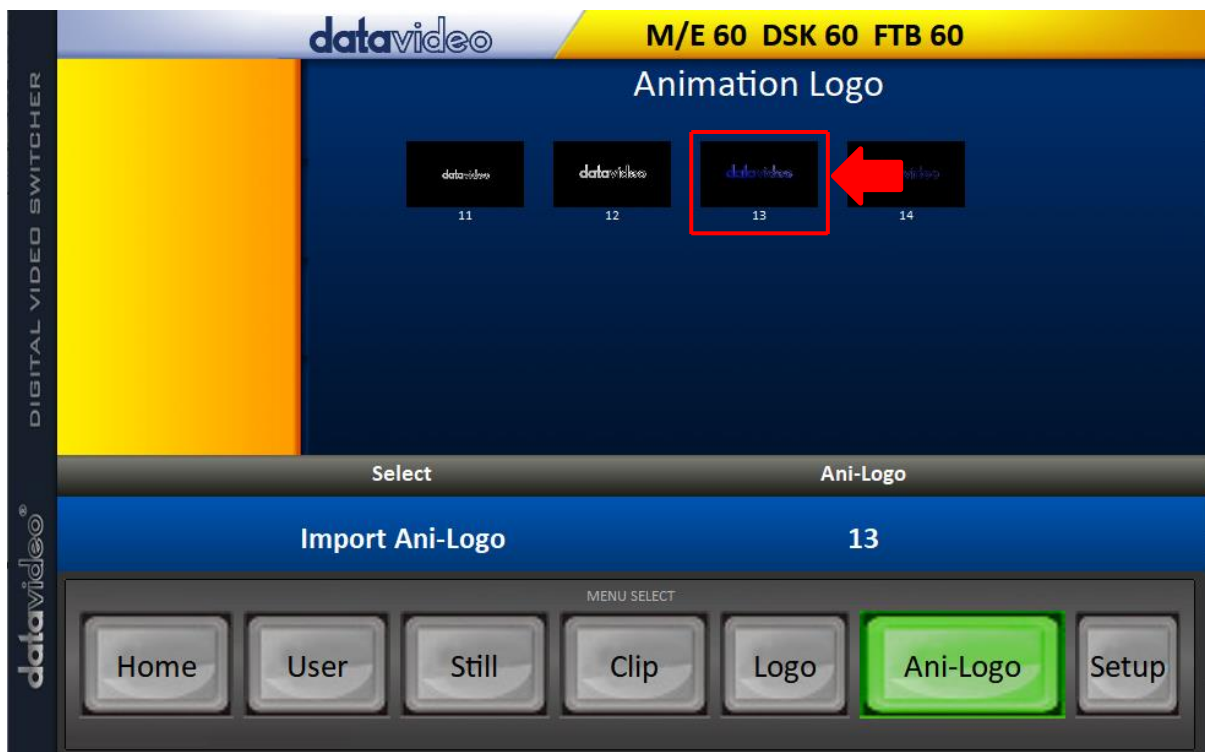 datavideo M/E 60 DSK 60 FTB 60
Animation Logo
datavideo datavideo datavideo
11 12 13 14
Select Ani-Logo
Import Ani-Logo 13
MENU SELECT
Home User Still Clip Logo Ani-Logo Setup
DIGITAL VIDEO SWITCHER
datavideo®